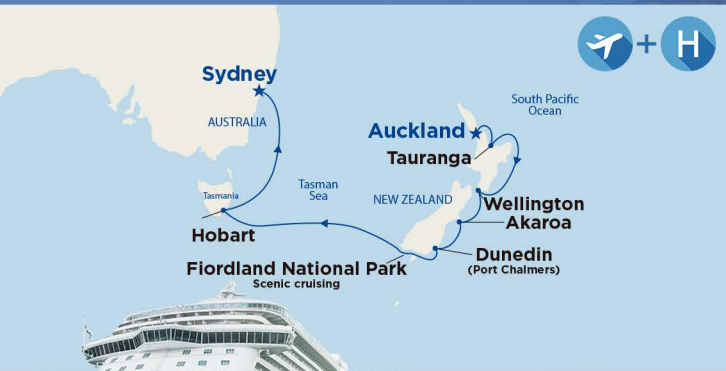 H
Sydney
South Pacific
Ocean
AUSTRALIA
Auckland
Tauranga
Tasmania
Tasman
Sea
NEW ZEALAND
Wellington
Akaroa
Hobart
Dunedin
(Port Chalmers)
Fiordland National Park
Scenic cruising